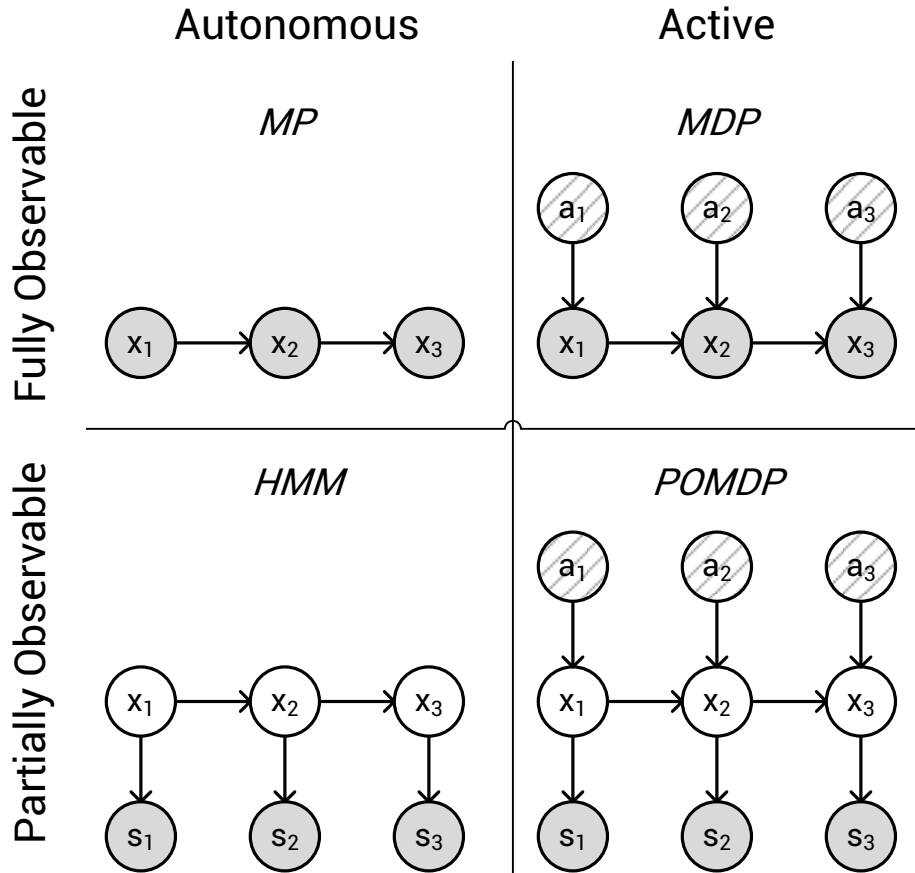 Autonomous Active
Fully Observable
MP
x₁ x₂ x₃
MDP
a₁ a₂ a₃
x₁ x₂ x₃
Partially Observable
HMM
x₁ x₂ x₃
s₁ s₂ s₃
POMDP
a₁ a₂ a₃
x₁ x₂ x₃
s₁ s₂ s₃